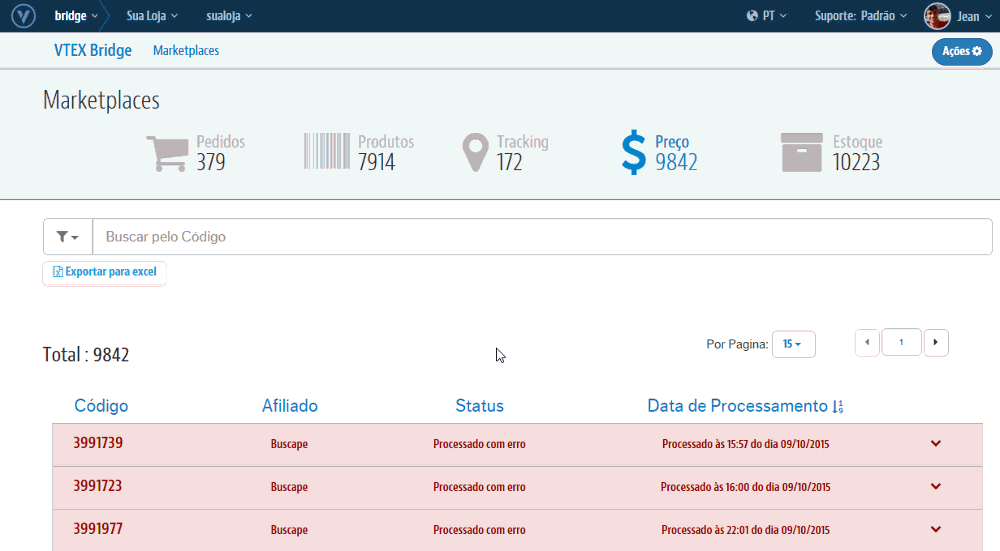 bridge Sua Loja sualoja PT Suporte: Padrão Jean
VTEX Bridge Marketplaces Ações
Marketplaces
Pedidos Produtos Tracking Preço Estoque
379 7914 172 9842 10223
Buscar pelo Código
Exportar para excel
Total : 9842 Por Pagina: 15 1
Código Afiliado Status Data de Processamento
3991739 Buscape Processado com erro Processado às 15:57 do dia 09/10/2015
3991723 Buscape Processado com erro Processado às 16:00 do dia 09/10/2015
3991977 Buscape Processado com erro Processado às 22:01 do dia 09/10/2015